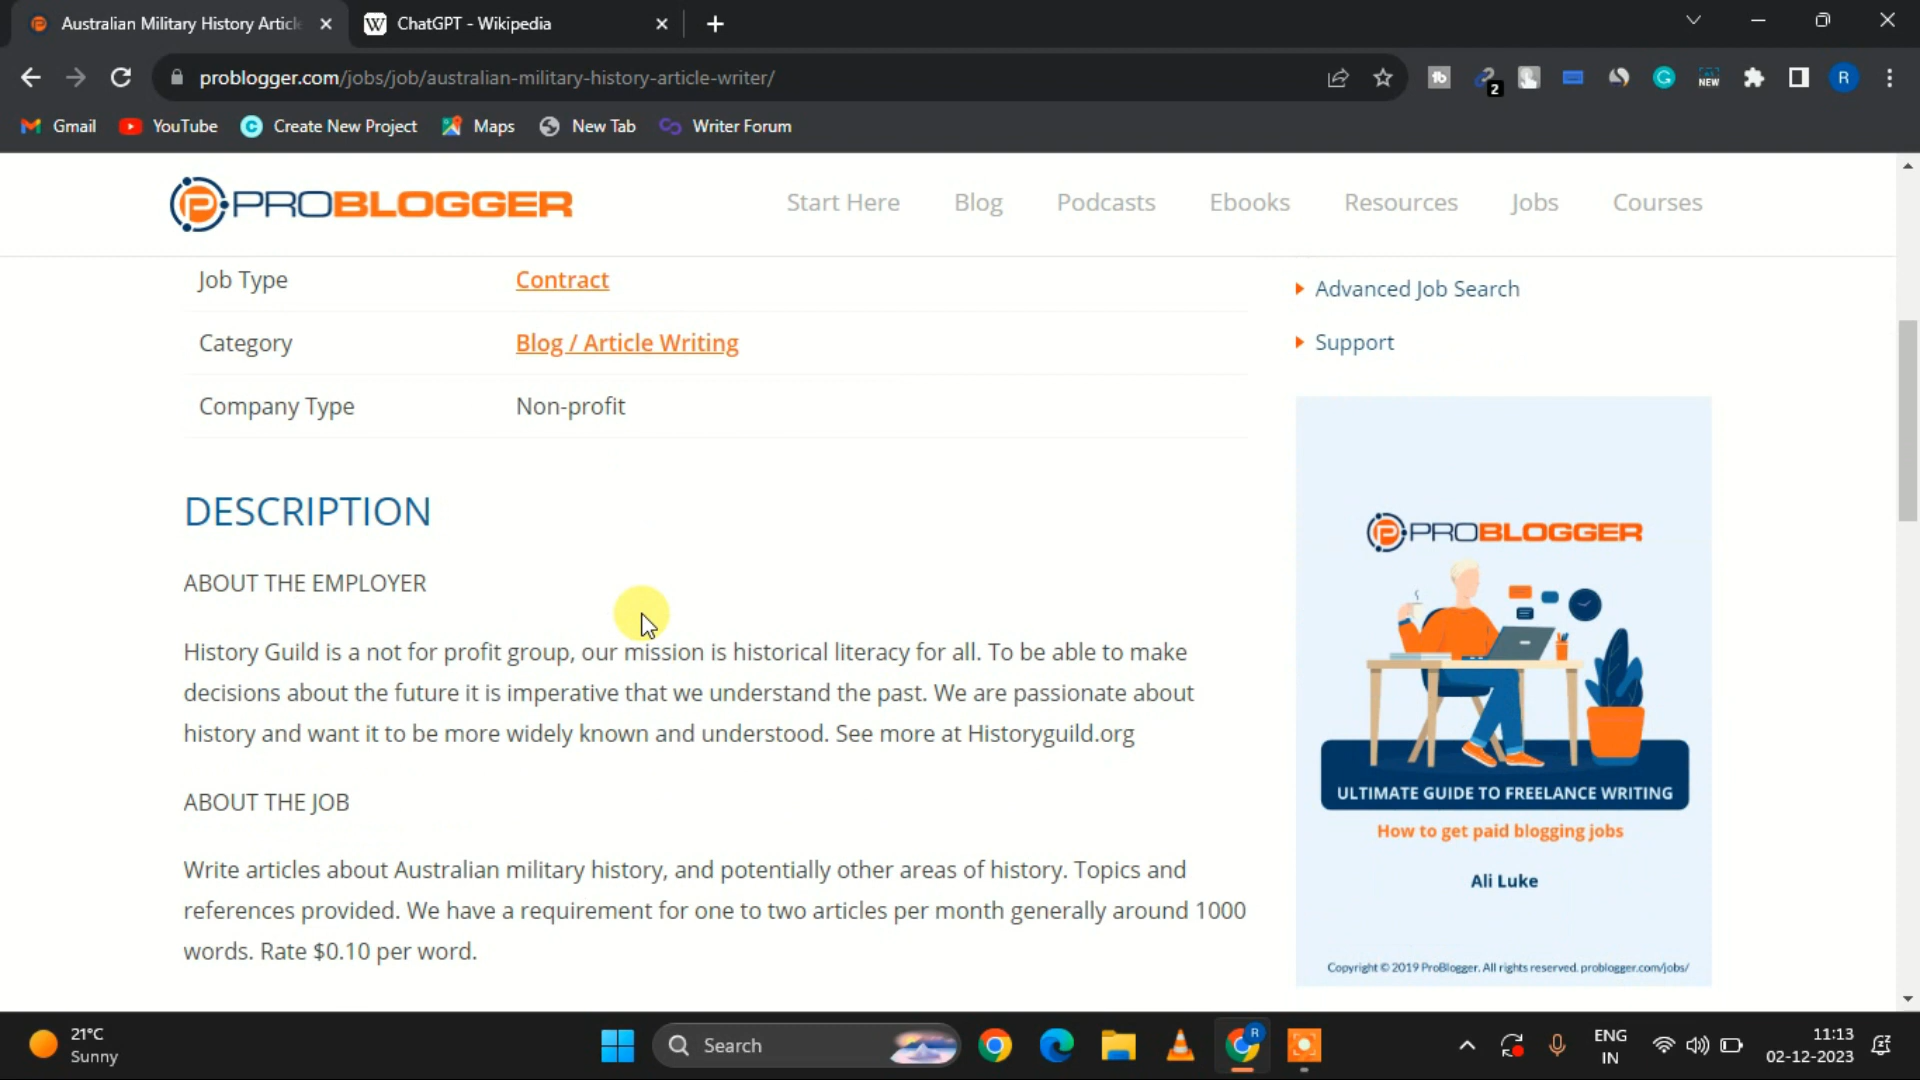 Australian Military History Article
ChatGPT - Wikipedia
problogger.com/jobs/job/australian-military-history-article-writer/
2
NEW
R
Gmail
YouTube
Create New Project
Maps
New Tab
Writer Forum
PROBLOGGER
Start Here
Blog
Podcasts
Ebooks
Resources
Jobs
Courses
Job Type
Contract
Category
Blog / Article Writing
Company Type
Non-profit
Advanced Job Search
Support
DESCRIPTION
ABOUT THE EMPLOYER
History Guild is a not for profit group, our mission is historical literacy for all. To be able to make
decisions about the future it is imperative that we understand the past. We are passionate about
history and want it to be more widely known and understood. See more at Historyguild.org
ABOUT THE JOB
Write articles about Australian military history, and potentially other areas of history. Topics and
references provided. We have a requirement for one to two articles per month generally around 1000
words. Rate $0.10 per word.
PROBLOGGER
ULTIMATE GUIDE TO FREELANCE WRITING
How to get paid blogging jobs
Ali Luke
Copyright © 2019 ProBlogger. All rights reserved. problogger.com/jobs/
21°C
Sunny
Search
R
ENG
IN
11:13
02-12-2023